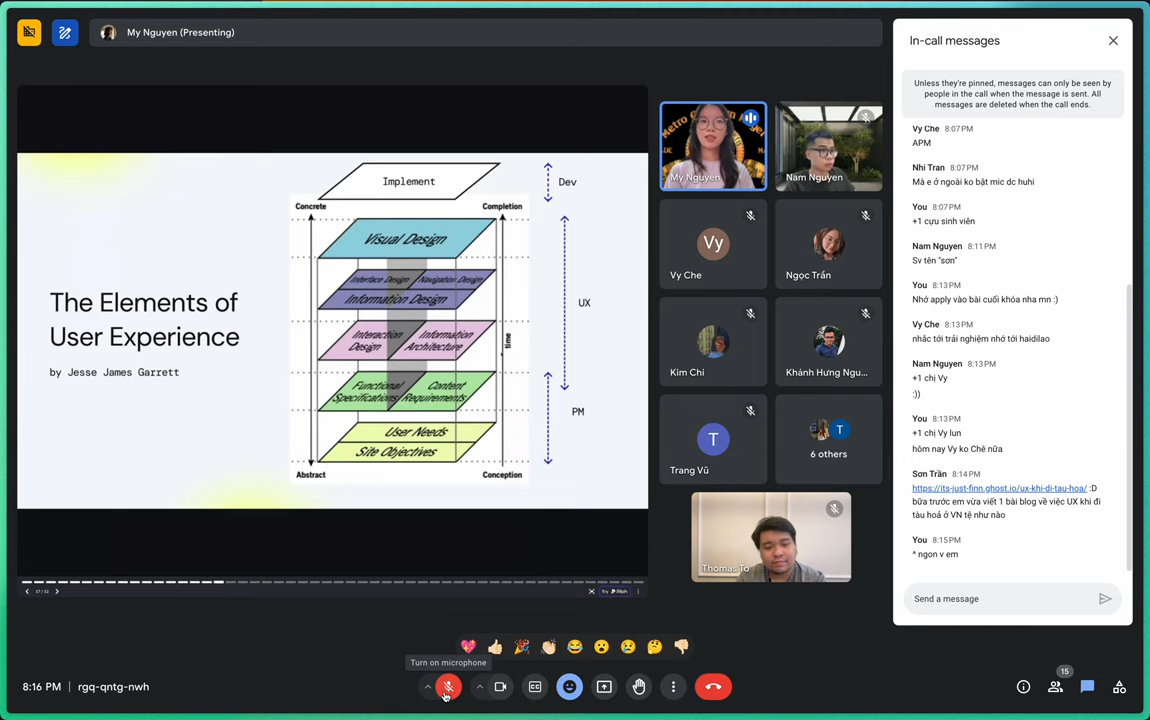 My Nguyen (Presenting)
The Elements of
User Experience
by Jesse James Garrett
Implement
Dev
Concrete
Completion
Visual Design
Interface Design
Navigation Design
Information Design
UX
Interaction
Design
Information
Architecture
time
Functional
Specifications
Content
Requirements
PM
User Needs
Site Objectives
Abstract
Conception
17 / 52
Try Pitch
My Nguyen
Nam Nguyen
Vy
Vy Che
Ngọc Trần
Kim Chi
Khánh Hưng Ngu...
T
Trang Vũ
T
6 others
Thomas To
In-call messages
Unless they're pinned, messages can only be seen by
people in the call when the message is sent. All
messages are deleted when the call ends.
Vy Che 8:07 PM
APM
Nhi Tran 8:07 PM
Mà e ở ngoài ko bật mic dc huhi
You 8:07 PM
+1 cựu sinh viên
Nam Nguyen 8:11 PM
Sv tên "sơn"
You 8:13 PM
Nhớ apply vào bài cuối khóa nha mn :)
Vy Che 8:13 PM
nhắc tới trải nghiệm nhớ tới haidilao
Nam Nguyen 8:13 PM
+1 chị Vy
:))
You 8:13 PM
+1 chị Vy lun
hôm nay Vy ko Chê nữa
Sơn Trần 8:14 PM
https://its-just-finn.ghost.io/ux-khi-di-tau-hoa/ :D
bữa trước em vừa viết 1 bài blog về việc UX khi đi
tàu hoả ở VN tệ như nào
You 8:15 PM
^ ngon v em
Send a message
Turn on microphone
8:16 PM | rgq-qntg-nwh
15